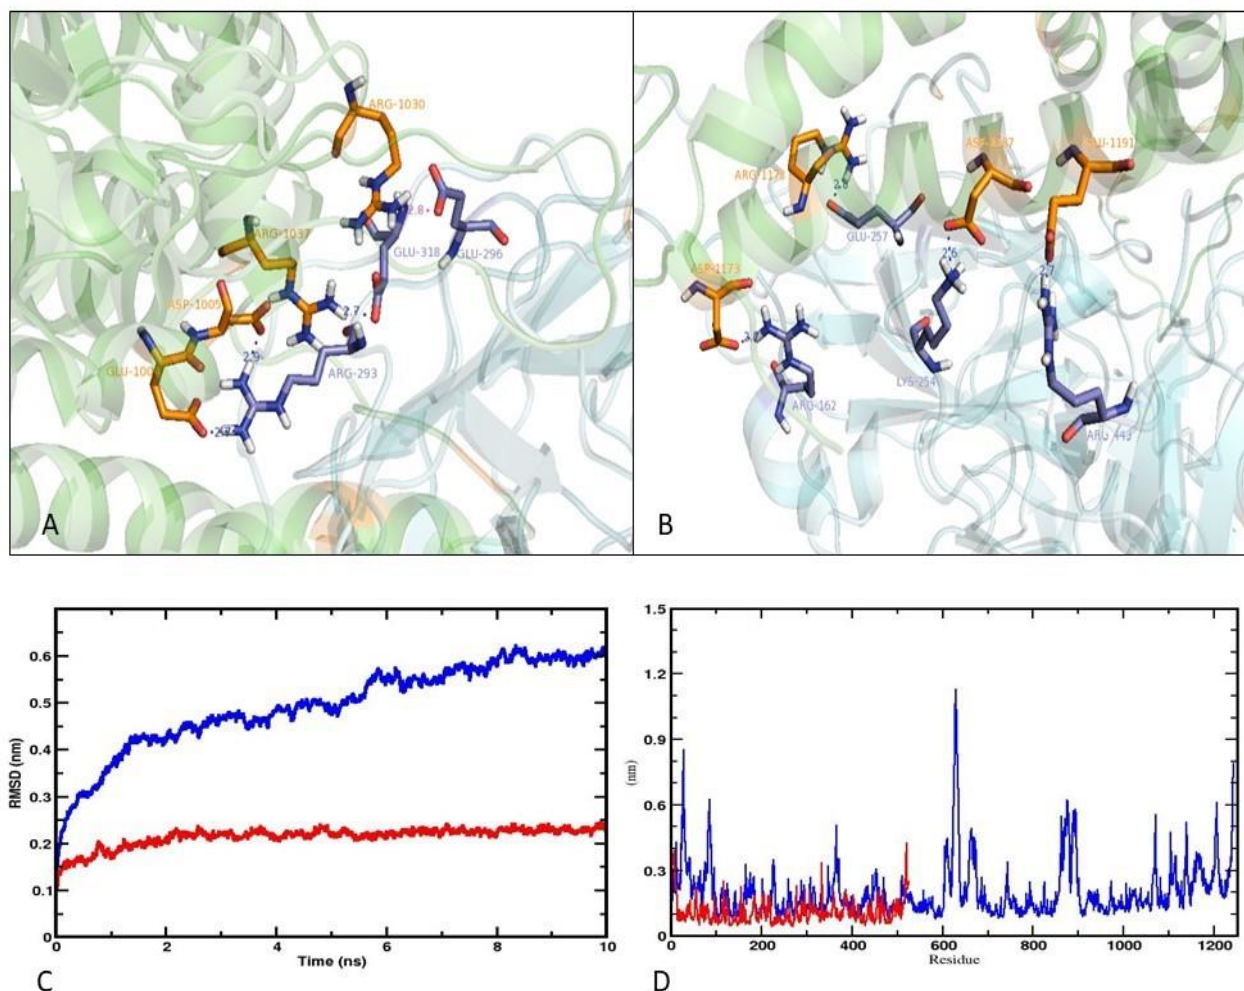 ARG-1030
2.8
ARG-1037
GLU-318
GLU-296
ASP-1005
2.7
2.9
ARG-293
A
ARG-1178
2.8
GLU-1191
GLU-257
2.6
ASP-1173
2.7
LYS-254
ARG-162
ARG-443
B
RMSD (nm)
0.6
0.5
0.4
0.3
0.2
0.1
0
0 2 4 6 8 10
Time (ns)
C
(nm)
1.5
1.2
0.9
0.6
0.3
0
0 200 400 600 800 1000 1200
Residue
D